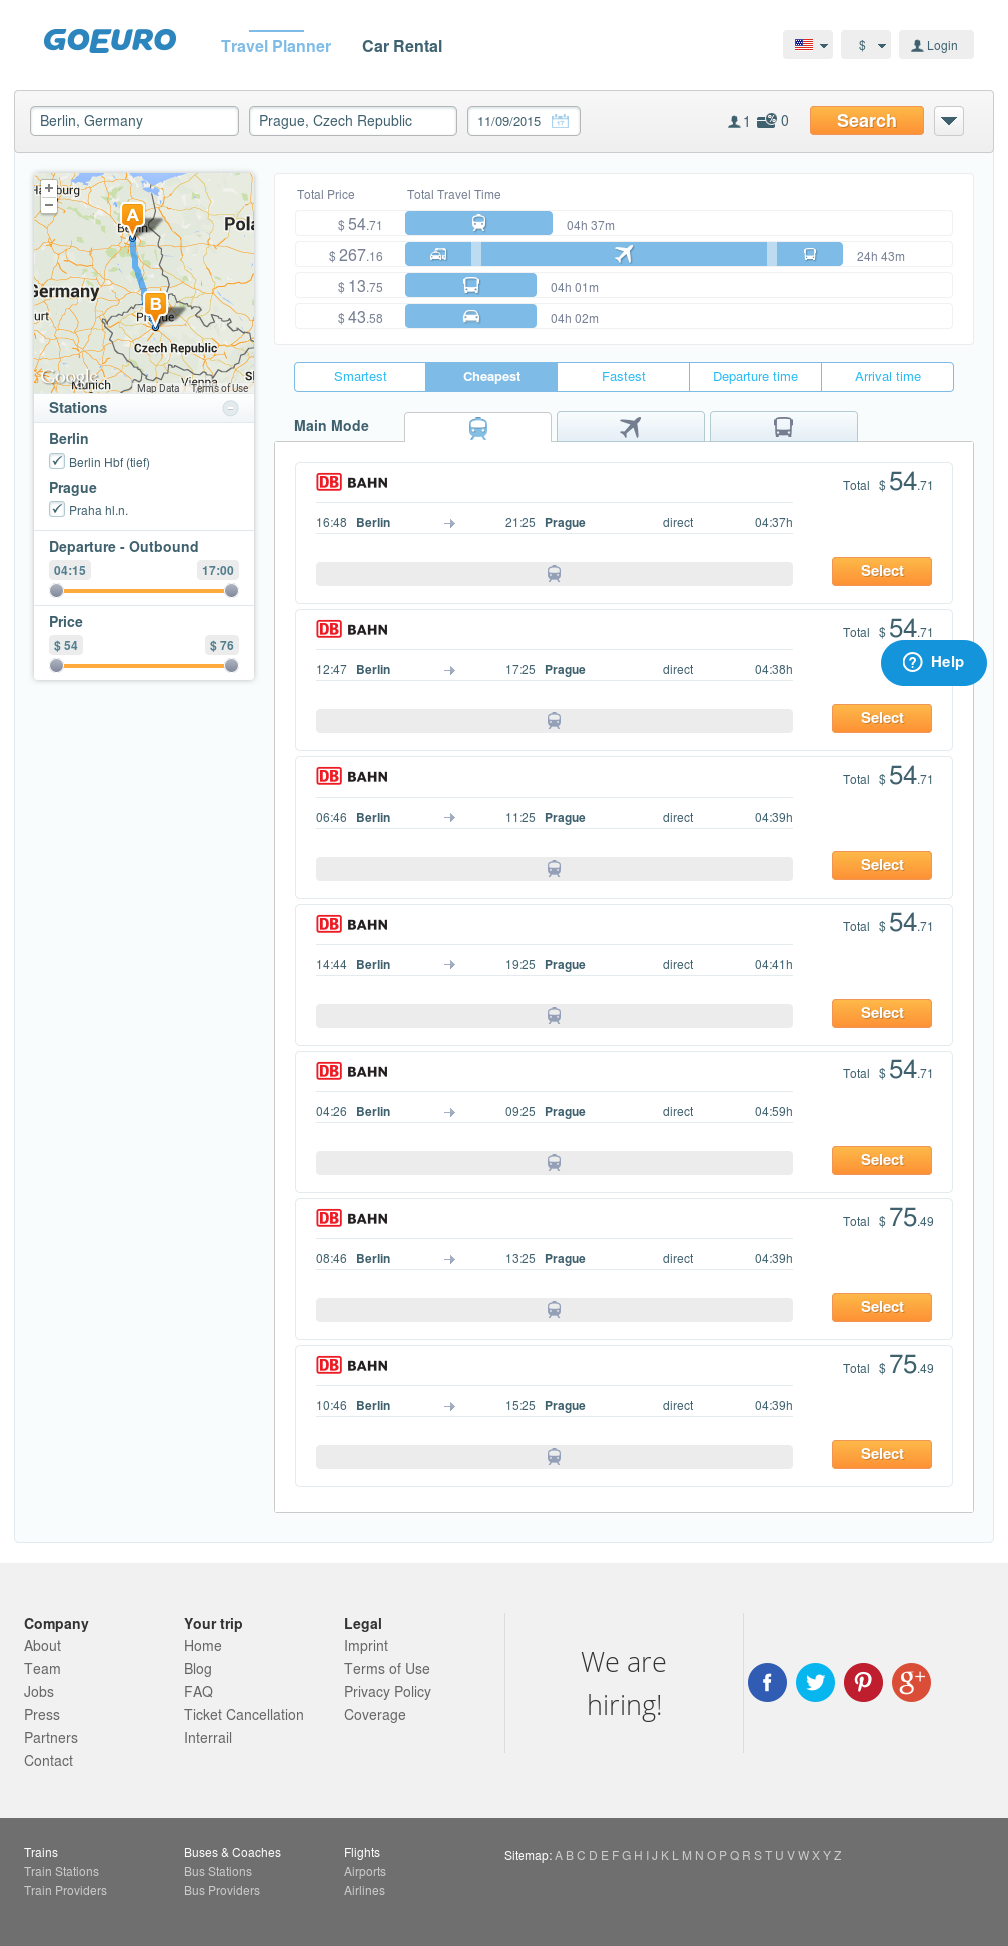 GOEURO
Travel Planner Car Rental
$ Login
Berlin, Germany Prague, Czech Republic 11/09/2015 1 0 Search
Total Price Total Travel Time
$ 54.71 04h 37m
$ 267.16 24h 43m
$ 13.75 04h 01m
$ 43.58 04h 02m
+
−
A
B
Germany
Prague
Czech Republic
Google
Map Data Terms of Use
Stations
Berlin
Berlin Hbf (tief)
Prague
Praha hl.n.
Departure - Outbound
04:15 17:00
Price
$ 54 $ 76
Smartest Cheapest Fastest Departure time Arrival time
Main Mode
DB BAHN Total $ 54.71
16:48 Berlin 21:25 Prague direct 04:37h
Select
DB BAHN Total $ 54.71
12:47 Berlin 17:25 Prague direct 04:38h
Help
Select
DB BAHN Total $ 54.71
06:46 Berlin 11:25 Prague direct 04:39h
Select
DB BAHN Total $ 54.71
14:44 Berlin 19:25 Prague direct 04:41h
Select
DB BAHN Total $ 54.71
04:26 Berlin 09:25 Prague direct 04:59h
Select
DB BAHN Total $ 75.49
08:46 Berlin 13:25 Prague direct 04:39h
Select
DB BAHN Total $ 75.49
10:46 Berlin 15:25 Prague direct 04:39h
Select
Company
About
Team
Jobs
Press
Partners
Contact
Your trip
Home
Blog
FAQ
Ticket Cancellation
Interrail
Legal
Imprint
Terms of Use
Privacy Policy
Coverage
We are
hiring!
Trains
Train Stations
Train Providers
Buses & Coaches
Bus Stations
Bus Providers
Flights
Airports
Airlines
Sitemap: A B C D E F G H I J K L M N O P Q R S T U V W X Y Z